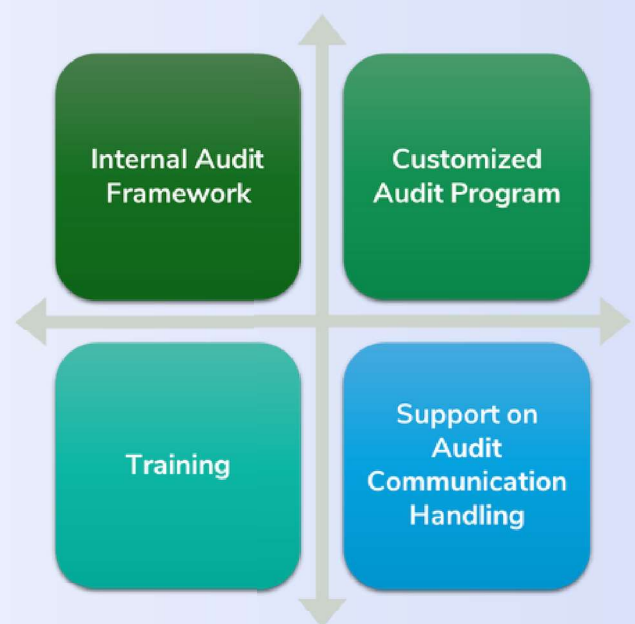 Internal Audit
Framework
Customized
Audit Program
Training
Support on
Audit
Communication
Handling